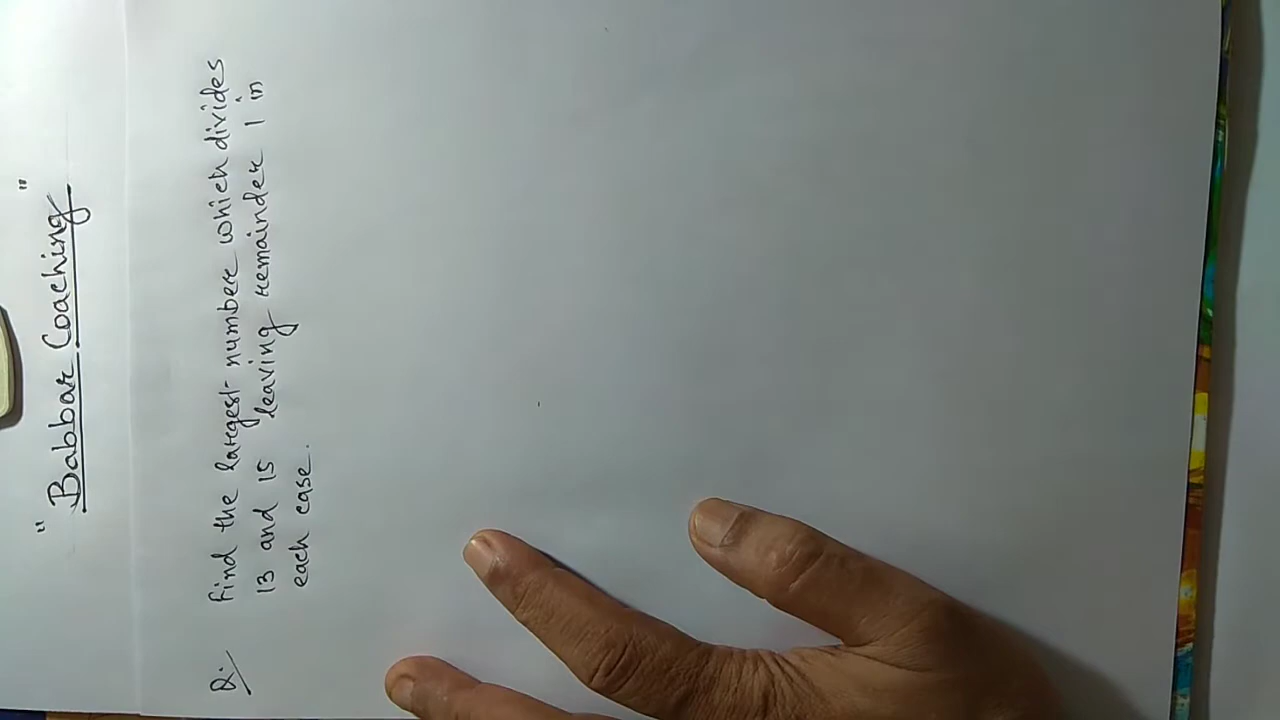 "Babbar Coaching"
Q:- Find the largest number which divides
13 and 15 leaving remainder 1 in
each case.